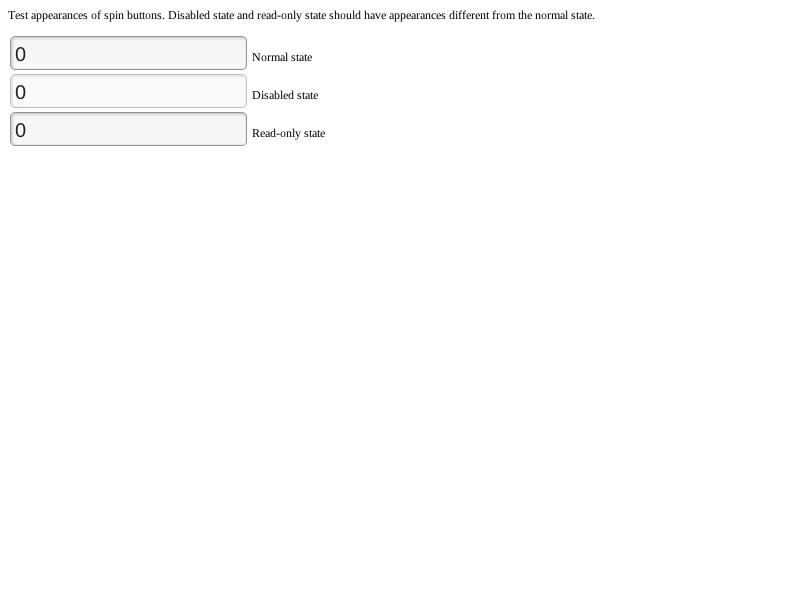 Test appearances of spin buttons. Disabled state and read-only state should have appearances different from the normal state.
0 Normal state
0 Disabled state
0 Read-only state